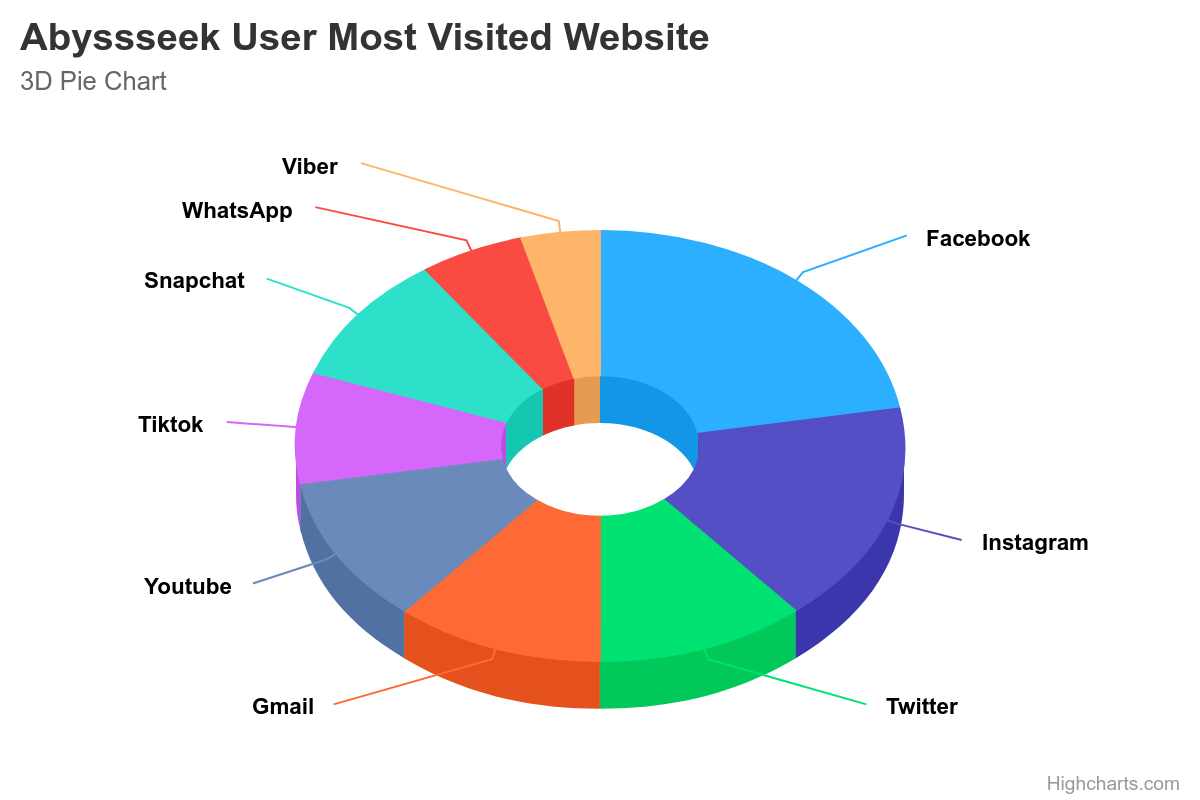 Abyssseek User Most Visited Website
3D Pie Chart
Viber
WhatsApp
Facebook
Snapchat
Tiktok
Instagram
Youtube
Gmail
Twitter
Highcharts.com